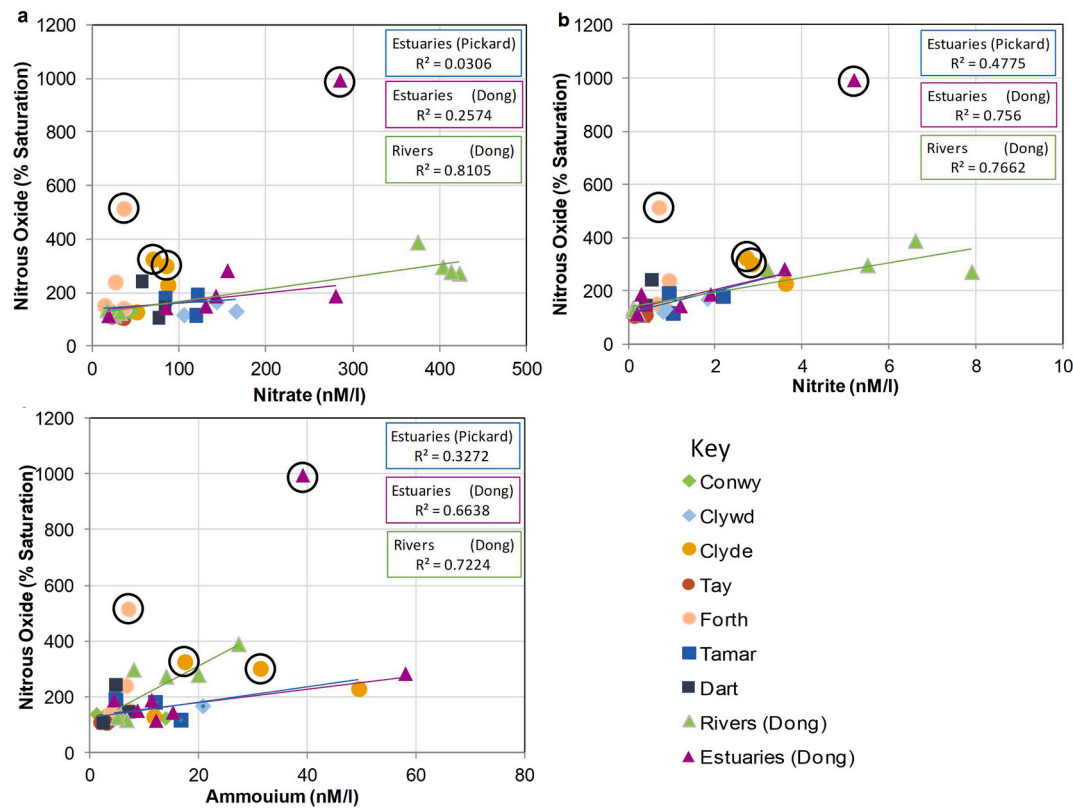 a
Nitrous Oxide (% Saturation)
1200
1000
800
600
400
200
0
0 100 200 300 400 500
Nitrate (nM/l)
Estuaries (Pickard)
R² = 0.0306
Estuaries (Dong)
R² = 0.2574
Rivers (Dong)
R² = 0.8105
b
Nitrous Oxide (% Saturation)
1200
1000
800
600
400
200
0
0 2 4 6 8 10
Nitrite (nM/l)
Estuaries (Pickard)
R² = 0.4775
Estuaries (Dong)
R² = 0.756
Rivers (Dong)
R² = 0.7662
Nitrous Oxide (% Saturation)
1200
1000
800
600
400
200
0
0 20 40 60 80
Ammouium (nM/l)
Estuaries (Pickard)
R² = 0.3272
Estuaries (Dong)
R² = 0.6638
Rivers (Dong)
R² = 0.7224
Key
Conwy
Clywd
Clyde
Tay
Forth
Tamar
Dart
Rivers (Dong)
Estuaries (Dong)